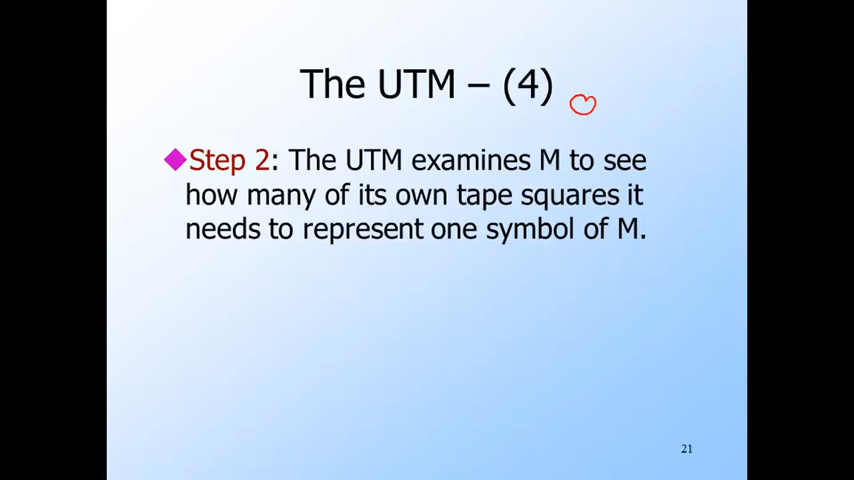 The UTM – (4)
Step 2: The UTM examines M to see
how many of its own tape squares it
needs to represent one symbol of M.
21